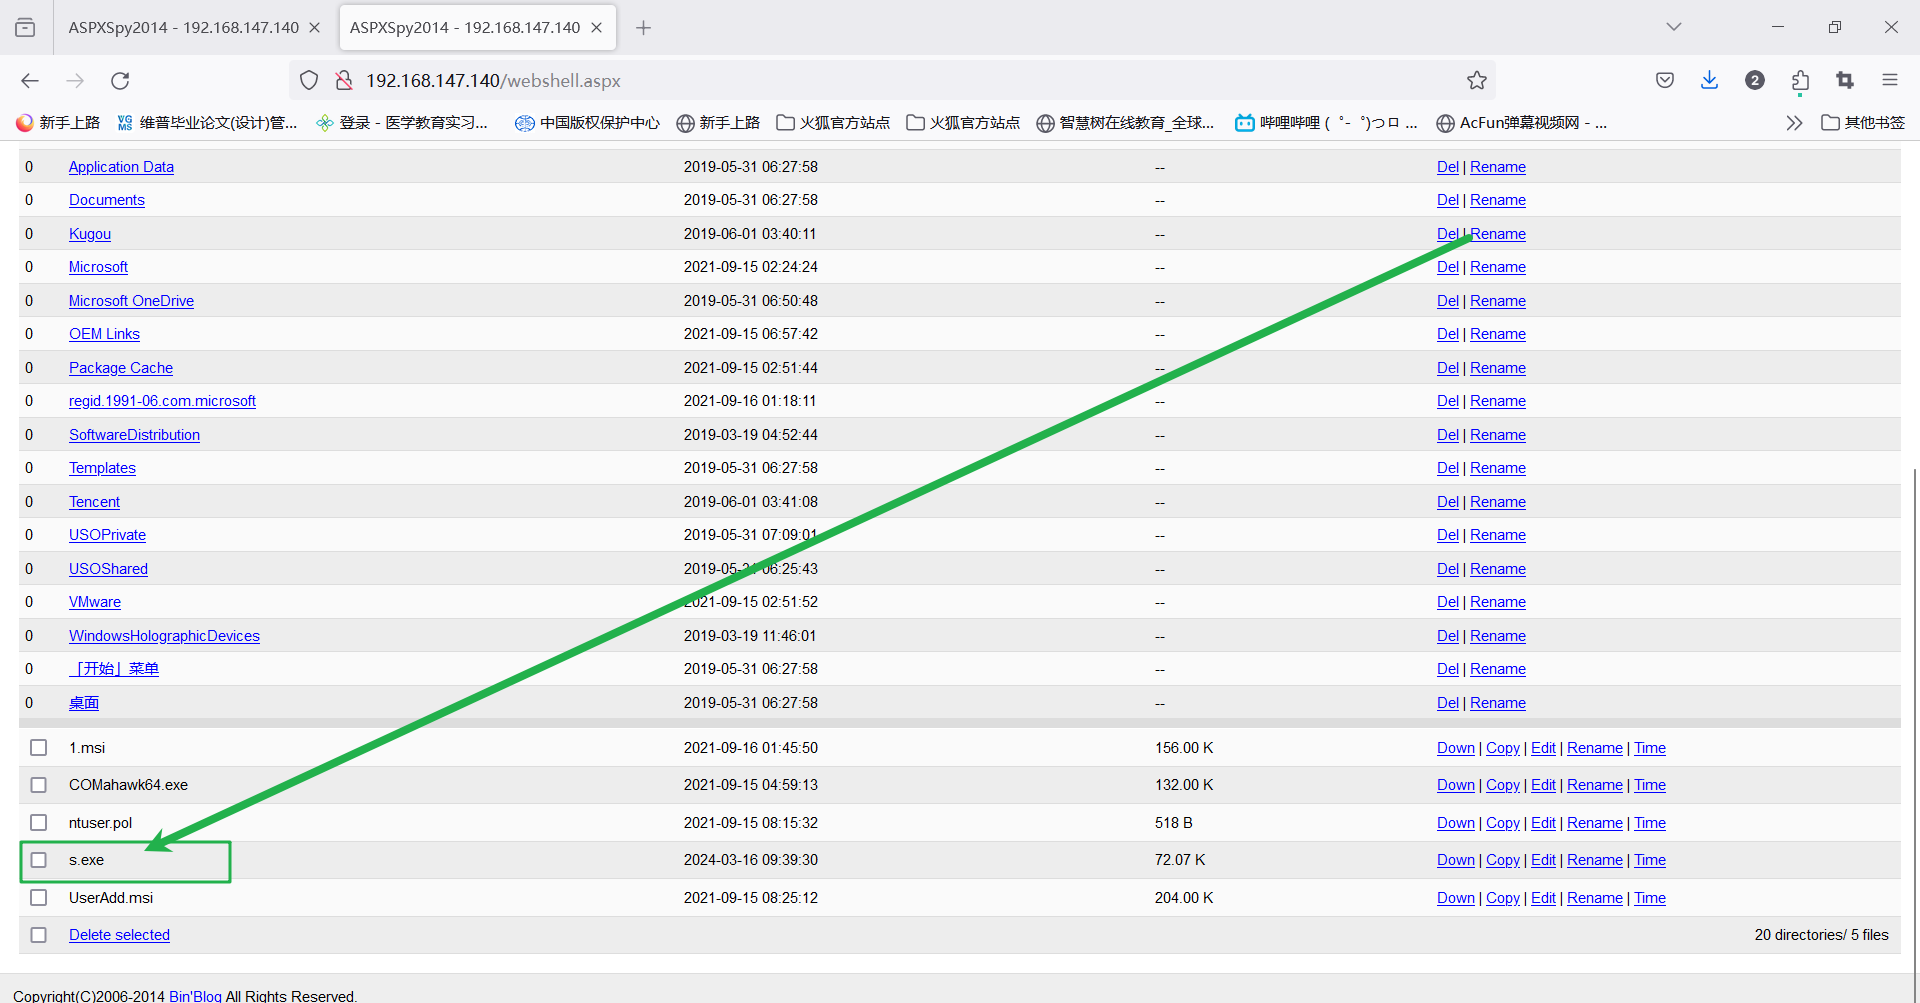 ASPXSpy2014 - 192.168.147.140 ASPXSpy2014 - 192.168.147.140
192.168.147.140/webshell.aspx 2
新手上路 VG MS 维普毕业论文(设计)管... 登录 - 医学教育实习... 中国版权保护中心 新手上路 火狐官方站点 火狐官方站点 智慧树在线教育_全球... 哔哩哔哩 ( ゜- ゜)つロ ... AcFun弹幕视频网 - ... 其他书签
0 Application Data 2019-05-31 06:27:58 -- Del | Rename
0 Documents 2019-05-31 06:27:58 -- Del | Rename
0 Kugou 2019-06-01 03:40:11 -- Del | Rename
0 Microsoft 2021-09-15 02:24:24 -- Del | Rename
0 Microsoft OneDrive 2019-05-31 06:50:48 -- Del | Rename
0 OEM Links 2021-09-15 06:57:42 -- Del | Rename
0 Package Cache 2021-09-15 02:51:44 -- Del | Rename
0 regid.1991-06.com.microsoft 2021-09-16 01:18:11 -- Del | Rename
0 SoftwareDistribution 2019-03-19 04:52:44 -- Del | Rename
0 Templates 2019-05-31 06:27:58 -- Del | Rename
0 Tencent 2019-06-01 03:41:08 -- Del | Rename
0 USOPrivate 2019-05-31 07:09:01 -- Del | Rename
0 USOShared 2019-05-31 06:25:43 -- Del | Rename
0 VMware 2021-09-15 02:51:52 -- Del | Rename
0 WindowsHolographicDevices 2019-03-19 11:46:01 -- Del | Rename
0 「开始」菜单 2019-05-31 06:27:58 -- Del | Rename
0 桌面 2019-05-31 06:27:58 -- Del | Rename
1.msi 2021-09-16 01:45:50 156.00 K Down | Copy | Edit | Rename | Time
COMahawk64.exe 2021-09-15 04:59:13 132.00 K Down | Copy | Edit | Rename | Time
ntuser.pol 2021-09-15 08:15:32 518 B Down | Copy | Edit | Rename | Time
s.exe 2024-03-16 09:39:30 72.07 K Down | Copy | Edit | Rename | Time
UserAdd.msi 2021-09-15 08:25:12 204.00 K Down | Copy | Edit | Rename | Time
Delete selected 20 directories/ 5 files
Copyright(C)2006-2014 Bin'Blog All Rights Reserved.